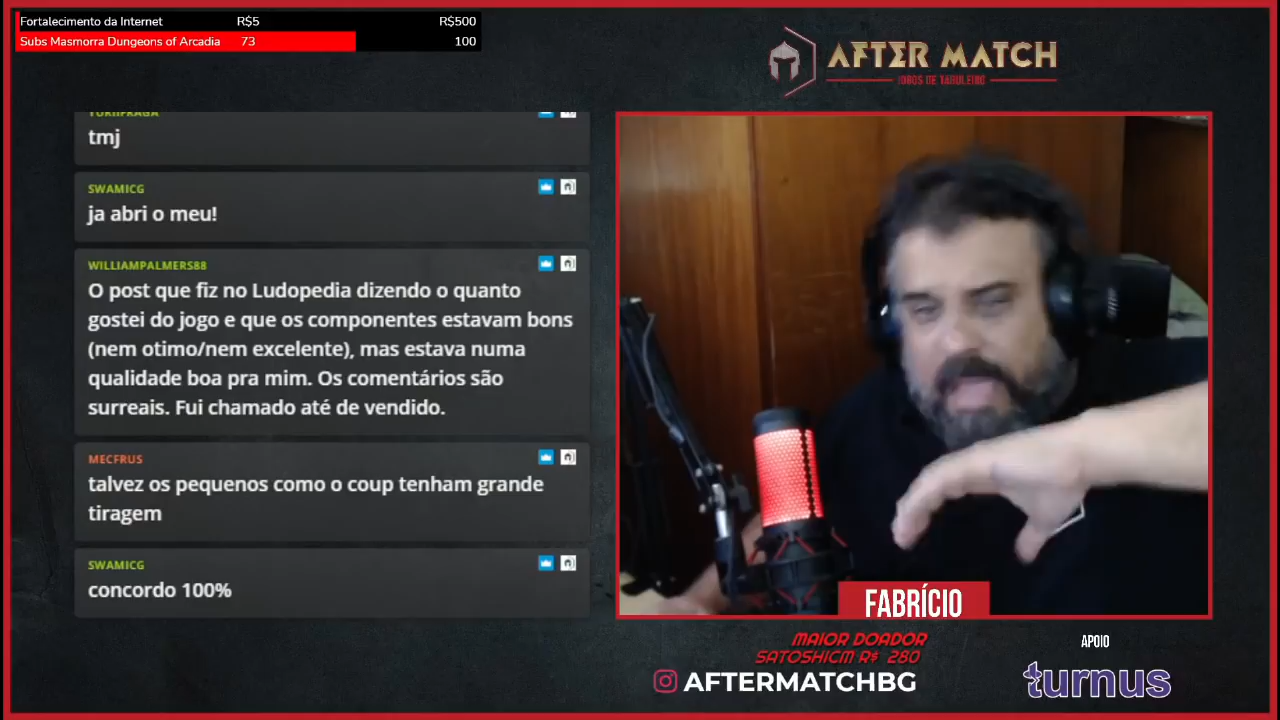 Fortalecimento da Internet R$5 R$500
Subs Masmorra Dungeons of Arcadia 73 100
AFTER MATCH
JOGOS DE TABULEIRO
YURIIFRAGA
tmj
SWAMICG
ja abri o meu!
WILLIAMPALMERS88
O post que fiz no Ludopedia dizendo o quanto
gostei do jogo e que os componentes estavam bons
(nem otimo/nem excelente), mas estava numa
qualidade boa pra mim. Os comentários são
surreais. Fui chamado até de vendido.
MECFRUS
talvez os pequenos como o coup tenham grande
tiragem
SWAMICG
concordo 100%
FABRÍCIO
MAIOR DOADOR
SATOSHICM R$ 280
AFTERMATCHBG
APOIO
turnus